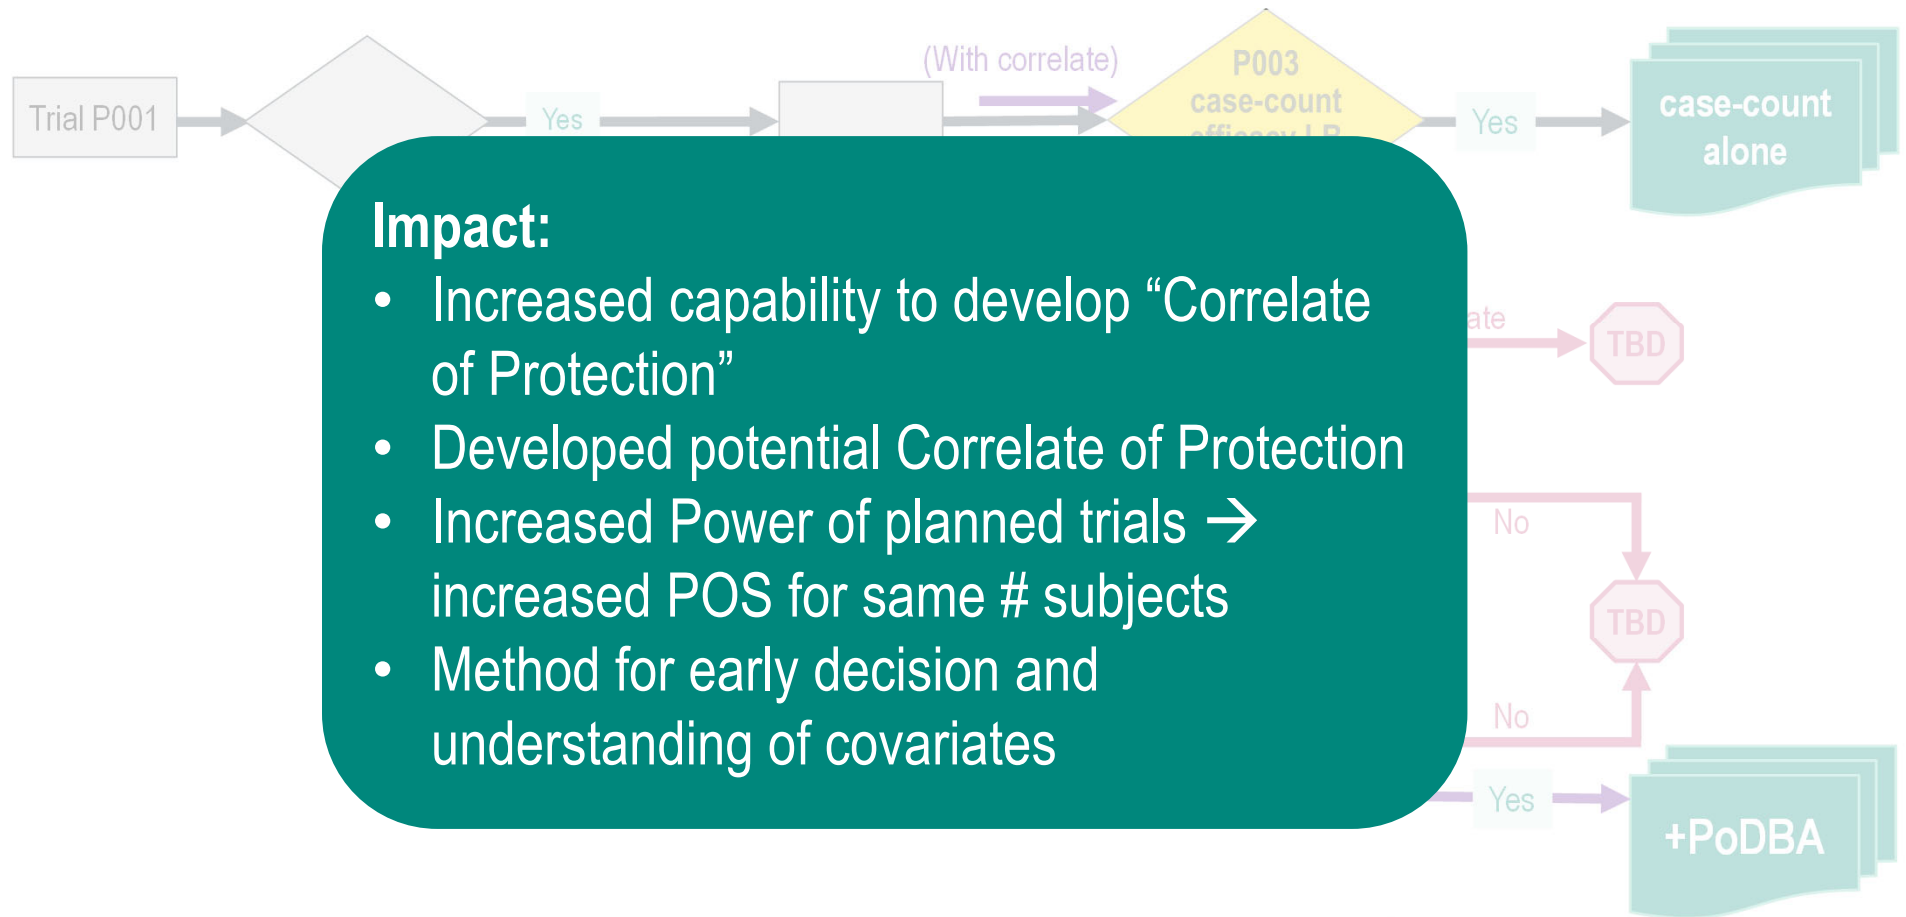 (With correlate)
P003
case-count
Trial P001
Yes
Yes
case-count
alone
Impact:
• Increased capability to develop “Correlate
of Protection”
• Developed potential Correlate of Protection
• Increased Power of planned trials →
increased POS for same # subjects
• Method for early decision and
understanding of covariates
TBD
No
TBD
No
Yes
+PoDBA